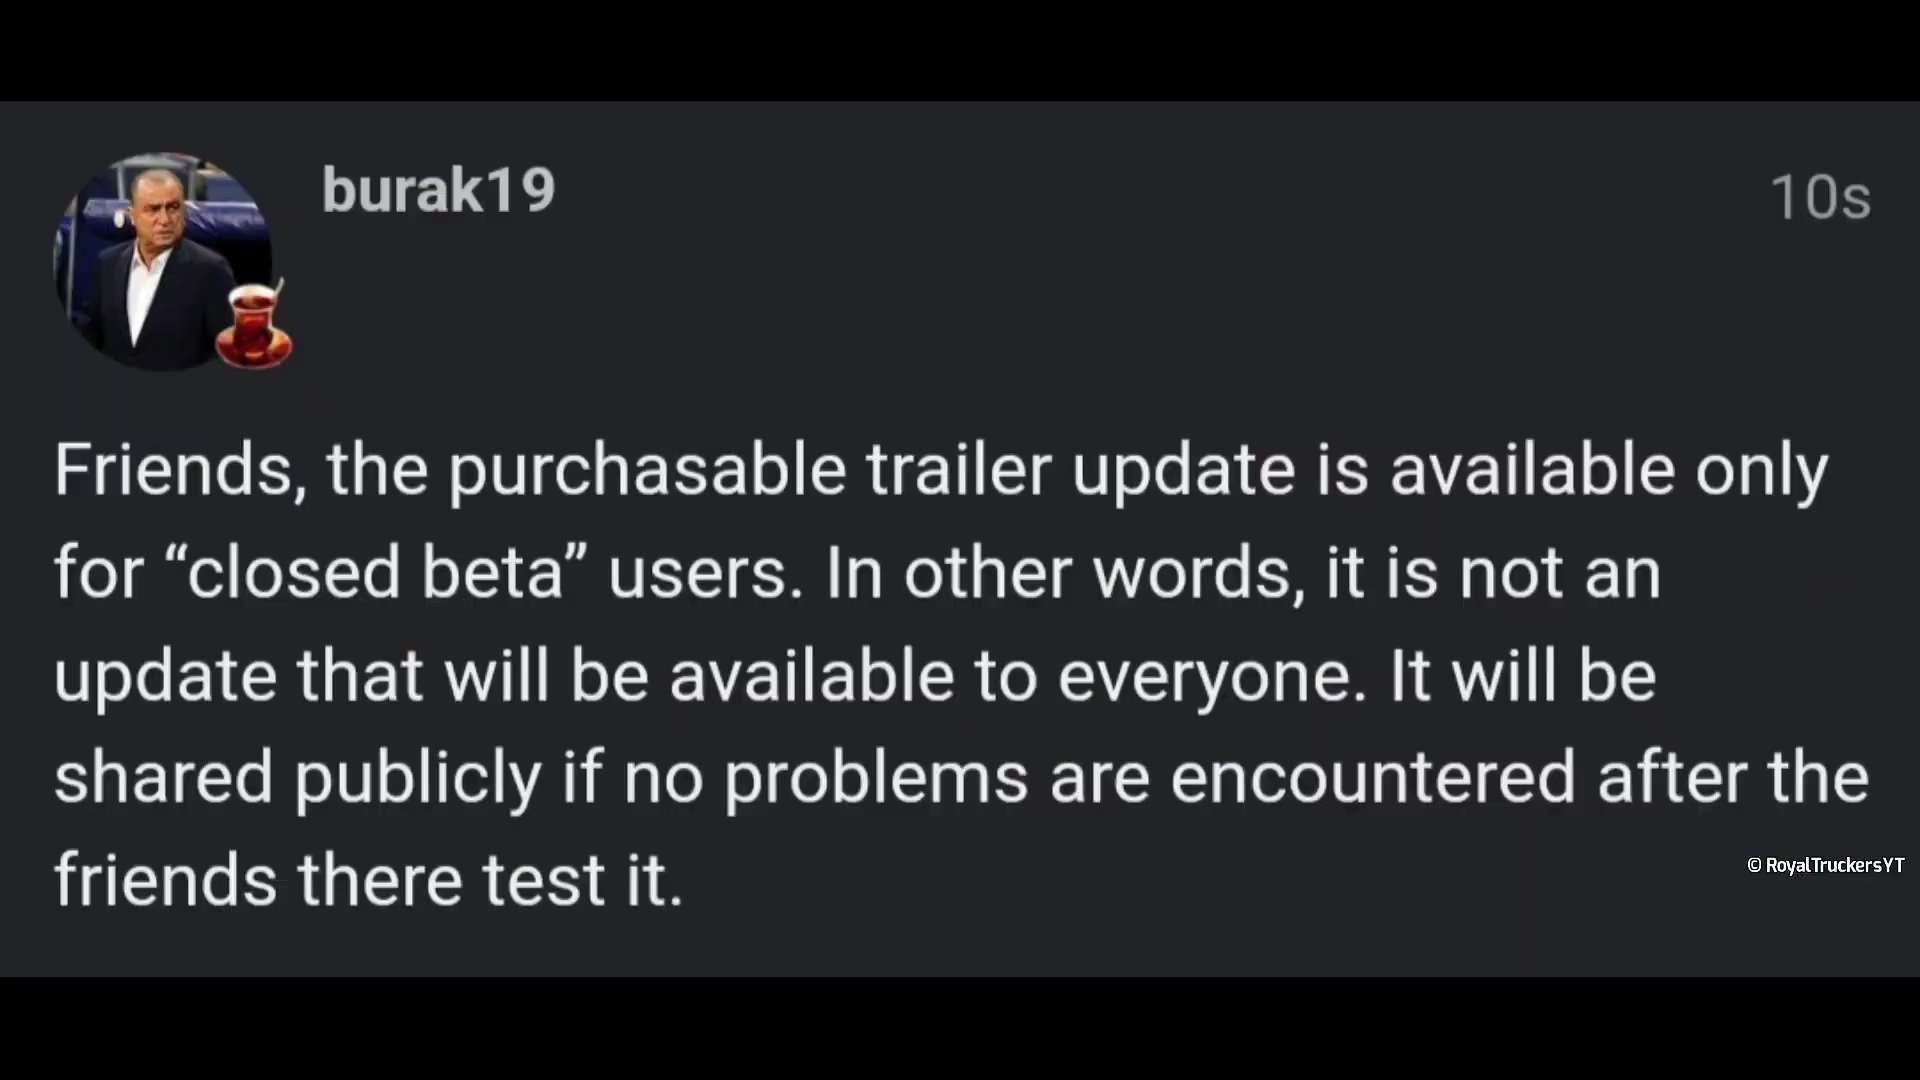 burak19
10s
Friends, the purchasable trailer update is available only
for “closed beta” users. In other words, it is not an
update that will be available to everyone. It will be
shared publicly if no problems are encountered after the
friends there test it.
© RoyalTruckersYT